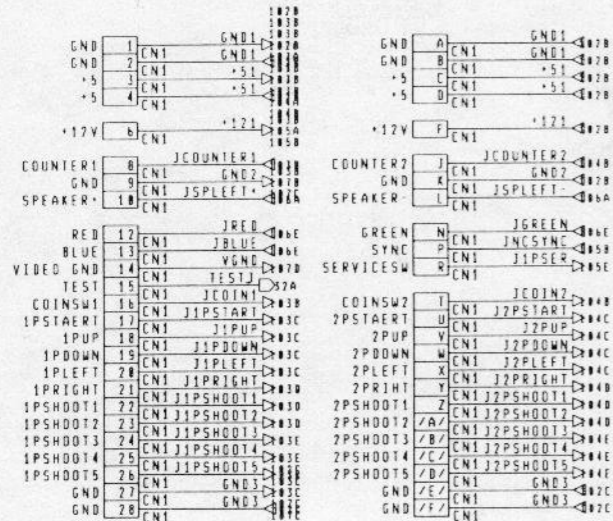 GND 1 CN1 GND1
GND 2 CN1 GND1
+5 3 CN1 +51
+5 4 CN1 +51
+12V 6 CN1 +121
COUNTER1 8 CN1 JCOUNTER1
GND 9 CN1 GND2
SPEAKER+ 10 CN1 JSPLEFT+
RED 12 CN1 JRED
BLUE 13 CN1 JBLUE
VIDEO GND 14 CN1 VGND
TEST 15 CN1 TESTJ 52A
COINSW1 16 CN1 JCOIN1
1PSTAERT 17 CN1 J1PSTART
1PUP 18 CN1 J1PUP
1PDOWN 19 CN1 J1PDOWN
1PLEFT 20 CN1 J1PLEFT
1PRIGHT 21 CN1 J1PRIGHT
1PSHOOT1 22 CN1 J1PSHOOT1
1PSHOOT2 23 CN1 J1PSHOOT2
1PSHOOT3 24 CN1 J1PSHOOT3
1PSHOOT4 25 CN1 J1PSHOOT4
1PSHOOT5 26 CN1 J1PSHOOT5
GND 27 CN1 GND3
GND 28 CN1 GND3
GND A CN1 GND1
GND B CN1 GND1
+5 C CN1 +51
+5 D CN1 +51
+12V F CN1 +121
COUNTER2 J CN1 JCOUNTER2
GND K CN1 GND2
SPEAKER- L CN1 JSPLEFT-
GREEN N CN1 JGREEN
SYNC P CN1 JNCSYNC
SERVICESW R CN1 J1PSER
COINSW2 T CN1 JCOIN2
2PSTAERT U CN1 J2PSTART
2PUP V CN1 J2PUP
2PDOWN W CN1 J2PDOWN
2PLEFT X CN1 J2PLEFT
2PRIHT Y CN1 J2PRIGHT
2PSHOOT1 Z CN1 J2PSHOOT1
2PSHOOT2 /A/ CN1 J2PSHOOT2
2PSHOOT3 /B/ CN1 J2PSHOOT3
2PSHOOT4 /C/ CN1 J2PSHOOT4
2PSHOOT5 /D/ CN1 J2PSHOOT5
GND /E/ CN1 GND3
GND /F/ CN1 GND3